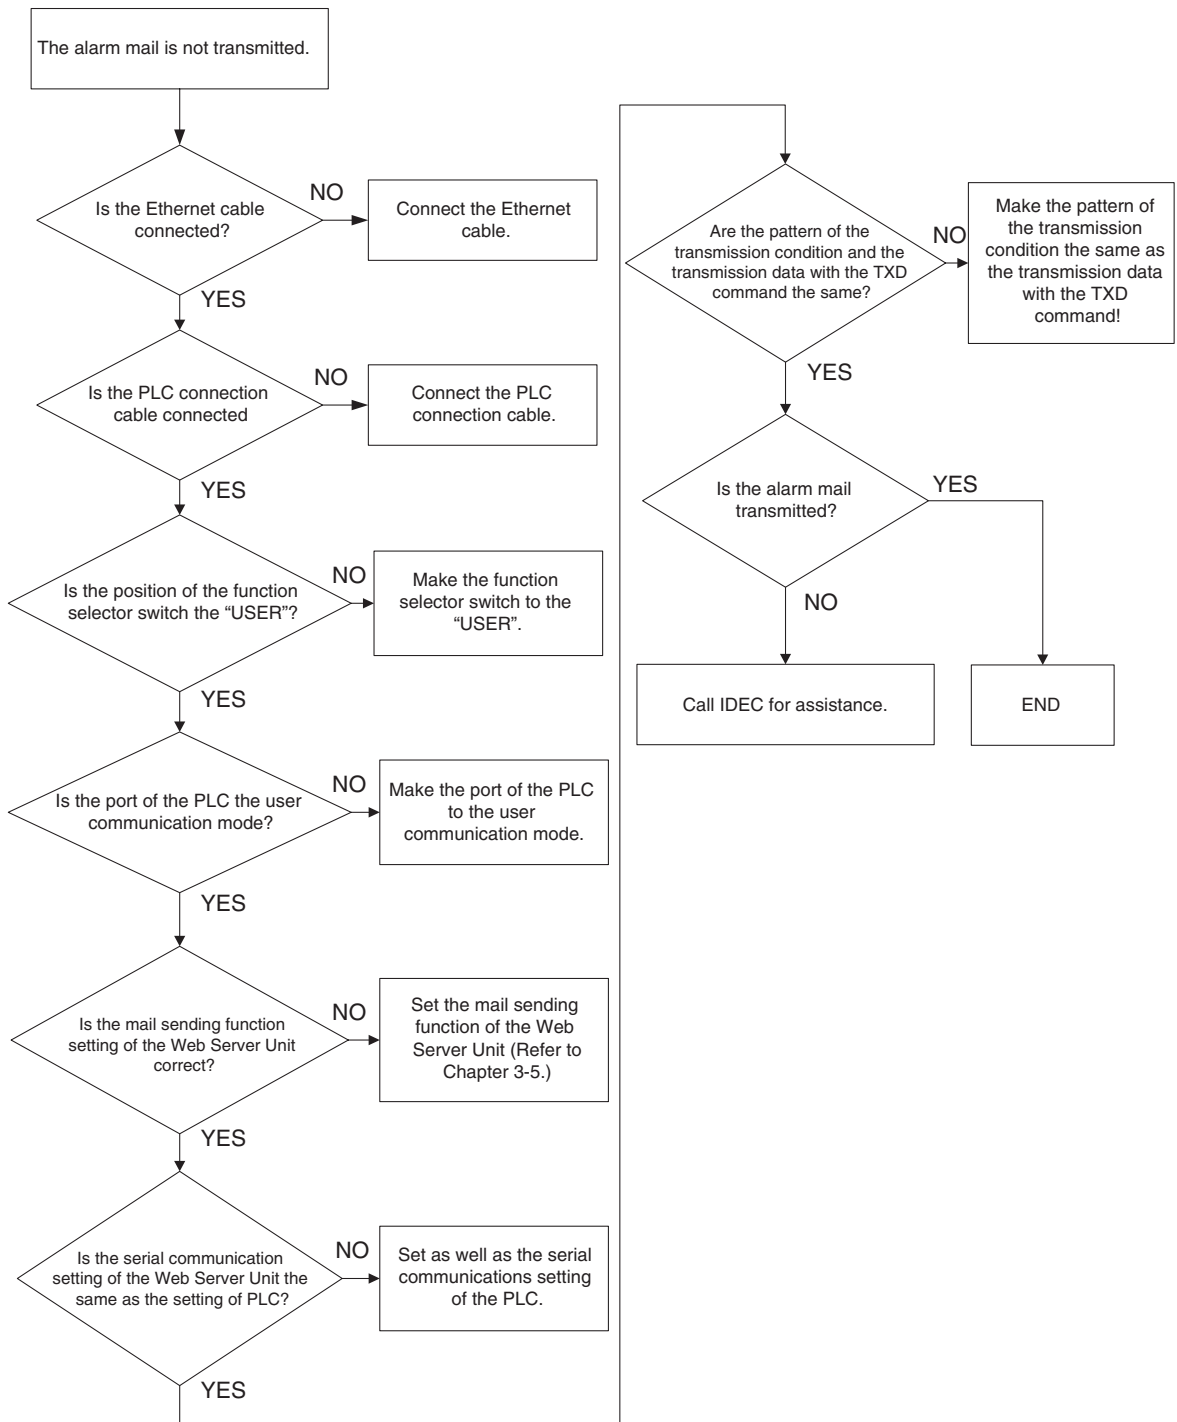 The alarm mail is not transmitted.
Is the Ethernet cable
connected?
NO
Connect the Ethernet
cable.
YES
Is the PLC connection
cable connected
NO
Connect the PLC
connection cable.
YES
Is the position of the function
selector switch the “USER”?
NO
Make the function
selector switch to the
“USER”.
YES
Is the port of the PLC the user
communication mode?
NO
Make the port of the PLC
to the user
communication mode.
YES
Is the mail sending function
setting of the Web Server Unit
correct?
NO
Set the mail sending
function of the Web
Server Unit (Refer to
Chapter 3-5.)
YES
Is the serial communication
setting of the Web Server Unit the
same as the setting of PLC?
NO
Set as well as the serial
communications setting
of the PLC.
YES
Are the pattern of the
transmission condition and the
transmission data with the TXD
command the same?
NO
Make the pattern of
the transmission
condition the same as
the transmission data
with the TXD
command!
YES
Is the alarm mail
transmitted?
YES
NO
Call IDEC for assistance.
END